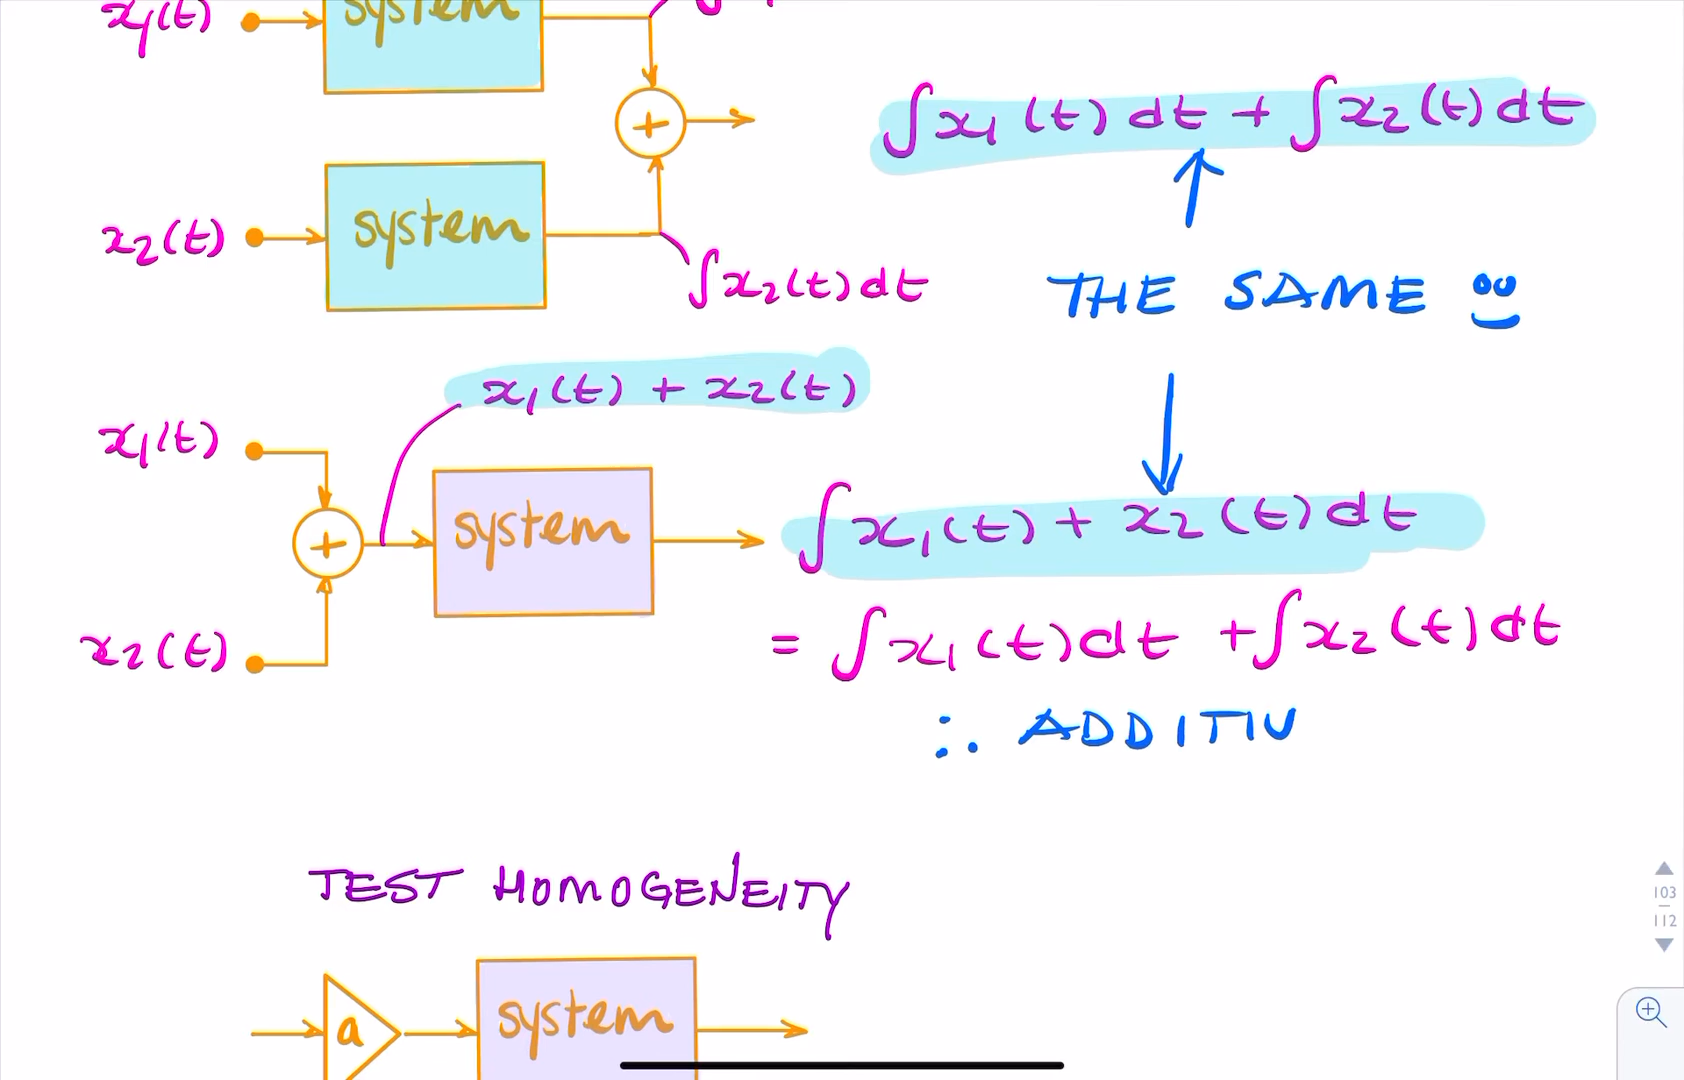 x₁(t)
system
∫x₁(t) dt + ∫x₂(t) dt
+
x₂(t)
system
∫x₂(t) dt
THE SAME
x₁(t) + x₂(t)
x₁(t)
+
system
∫x₁(t) + x₂(t) dt
x₂(t)
= ∫x₁(t) dt + ∫x₂(t) dt
∴ ADDITIV
TEST HOMOGENEITY
a
system
103
112